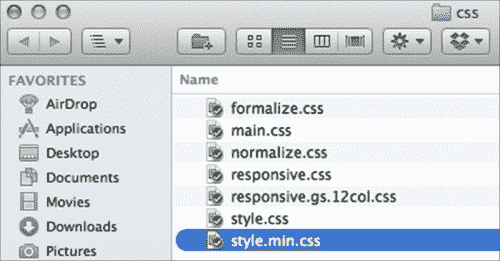 css
FAVORITES
AirDrop
Applications
Desktop
Documents
Movies
Downloads
Pictures
Name
formalize.css
main.css
normalize.css
responsive.css
responsive.gs.12col.css
style.css
style.min.css